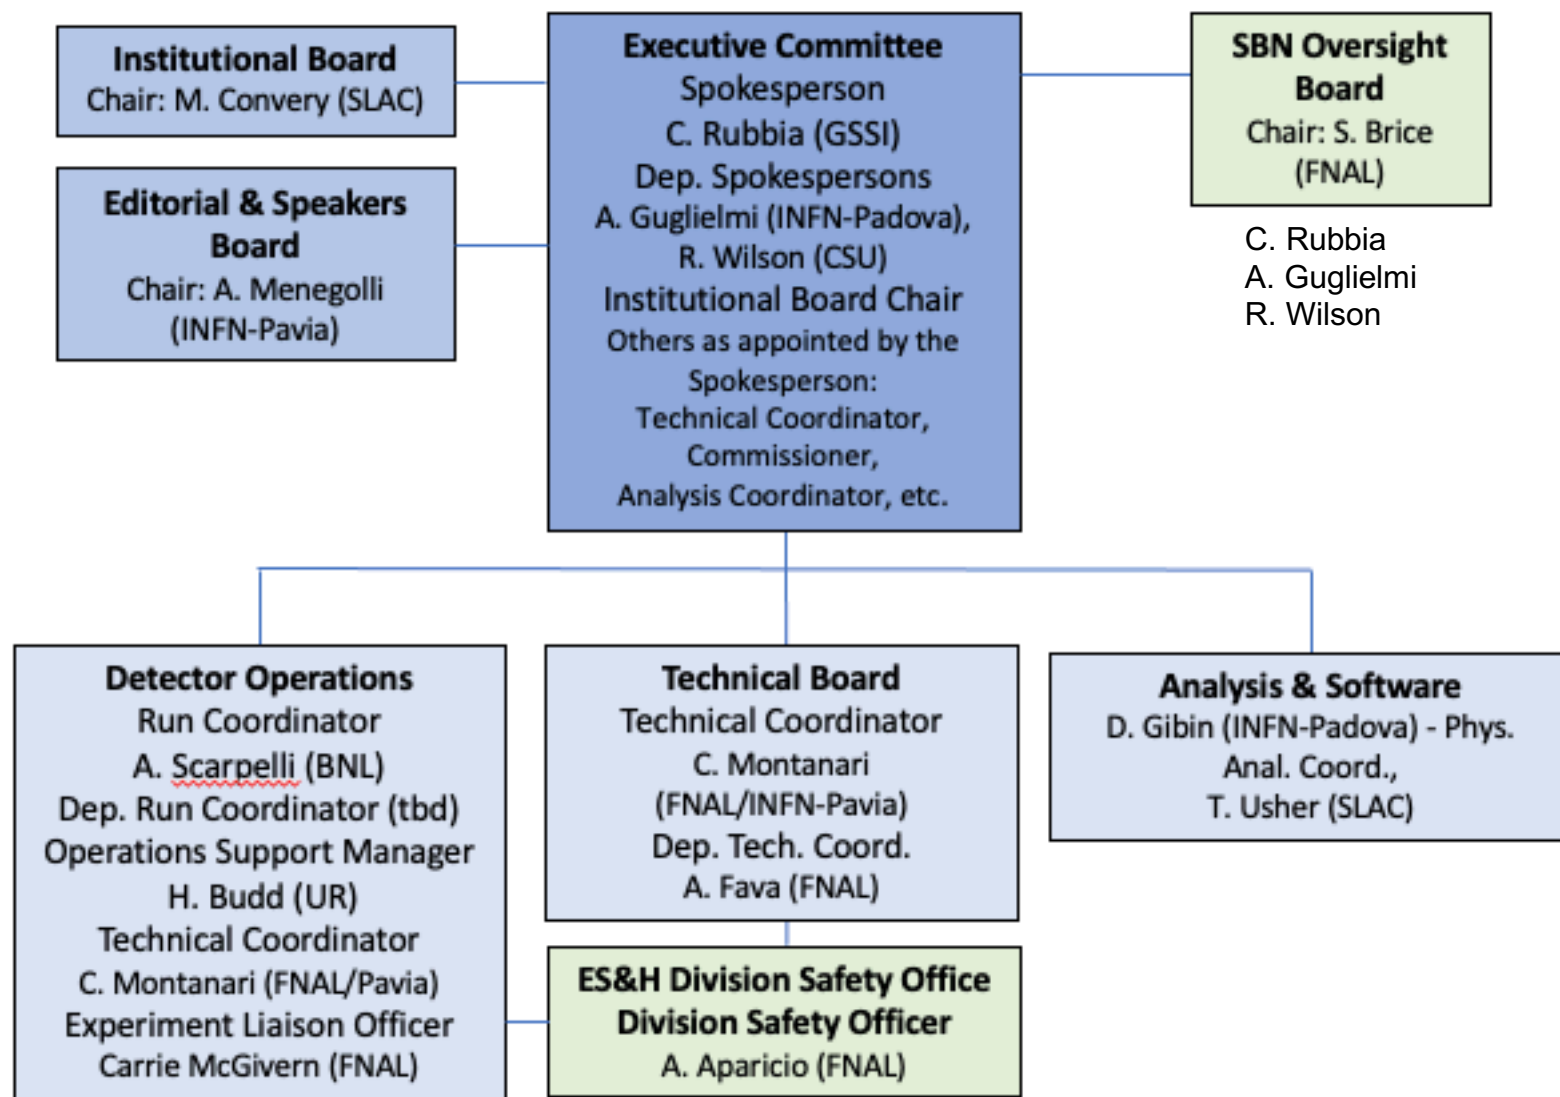 Institutional Board
Chair: M. Convery (SLAC)
Editorial & Speakers
Board
Chair: A. Menegolli
(INFN-Pavia)
Executive Committee
Spokesperson
C. Rubbia (GSSI)
Dep. Spokespersons
A. Guglielmi (INFN-Padova),
R. Wilson (CSU)
Institutional Board Chair
Others as appointed by the
Spokesperson:
Technical Coordinator,
Commissioner,
Analysis Coordinator, etc.
SBN Oversight
Board
Chair: S. Brice
(FNAL)
C. Rubbia
A. Guglielmi
R. Wilson
Detector Operations
Run Coordinator
A. Scarpelli (BNL)
Dep. Run Coordinator (tbd)
Operations Support Manager
H. Budd (UR)
Technical Coordinator
C. Montanari (FNAL/Pavia)
Experiment Liaison Officer
Carrie McGivern (FNAL)
Technical Board
Technical Coordinator
C. Montanari
(FNAL/INFN-Pavia)
Dep. Tech. Coord.
A. Fava (FNAL)
ES&H Division Safety Office
Division Safety Officer
A. Aparicio (FNAL)
Analysis & Software
D. Gibin (INFN-Padova) - Phys.
Anal. Coord.,
T. Usher (SLAC)